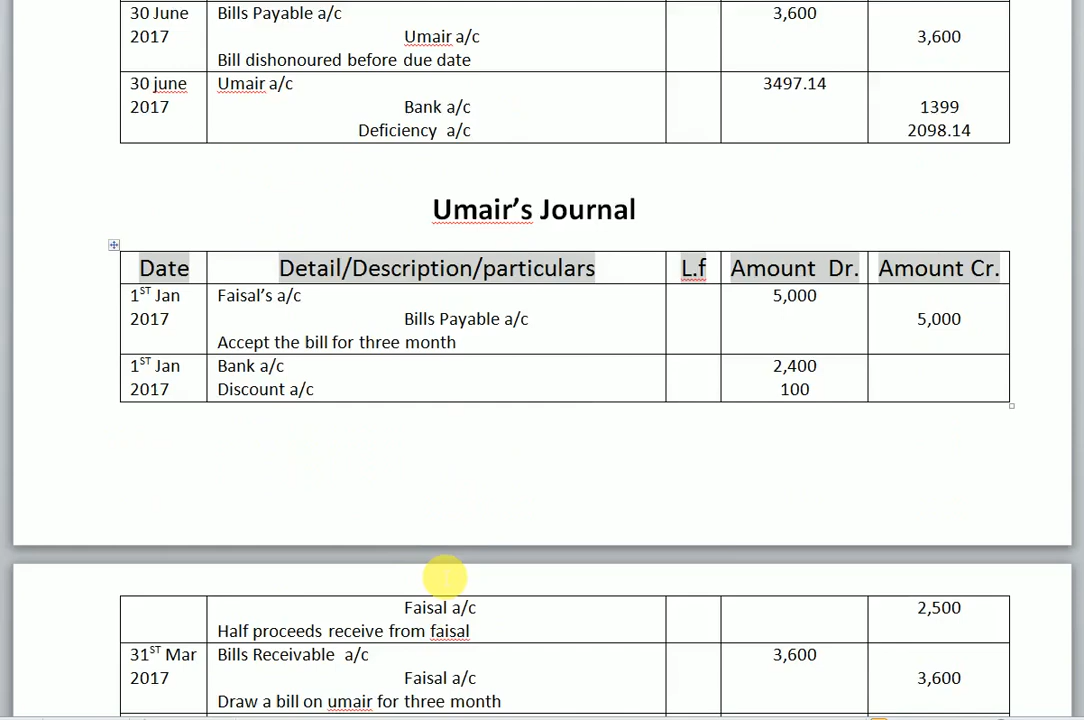 30 June Bills Payable a/c 3,600
2017 Umair a/c 3,600
Bill dishonoured before due date
30 june Umair a/c 3497.14
2017 Bank a/c 1399
Deficiency a/c 2098.14
Umair’s Journal
Date Detail/Description/particulars L.f Amount Dr. Amount Cr.
1ST Jan Faisal’s a/c 5,000
2017 Bills Payable a/c 5,000
Accept the bill for three month
1ST Jan Bank a/c 2,400
2017 Discount a/c 100
Faisal a/c 2,500
Half proceeds receive from faisal
31ST Mar Bills Receivable a/c 3,600
2017 Faisal a/c 3,600
Draw a bill on umair for three month